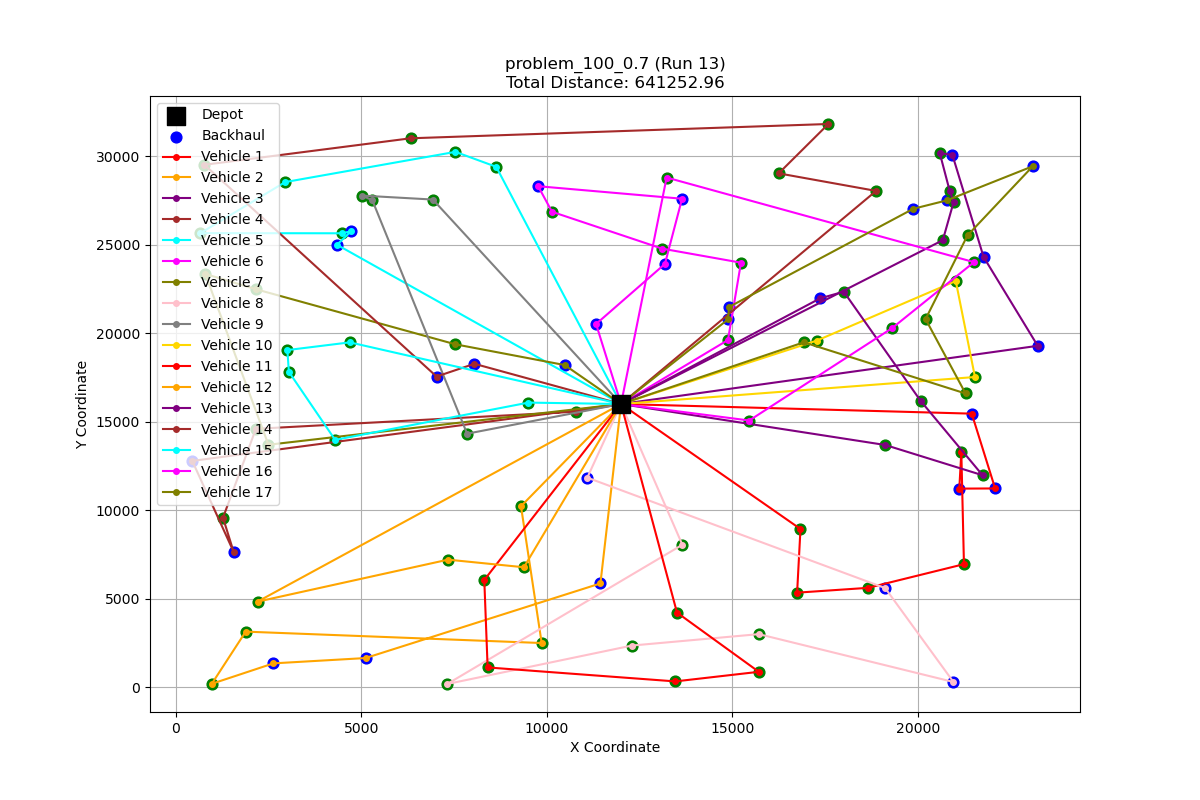 problem_100_0.7 (Run 13)
Total Distance: 641252.96
Depot
Backhaul
Vehicle 1
Vehicle 2
Vehicle 3
Vehicle 4
Vehicle 5
Vehicle 6
Vehicle 7
Vehicle 8
Vehicle 9
Vehicle 10
Vehicle 11
Vehicle 12
Vehicle 13
Vehicle 14
Vehicle 15
Vehicle 16
Vehicle 17
Y Coordinate
30000
25000
20000
15000
10000
5000
0
0 5000 10000 15000 20000
X Coordinate